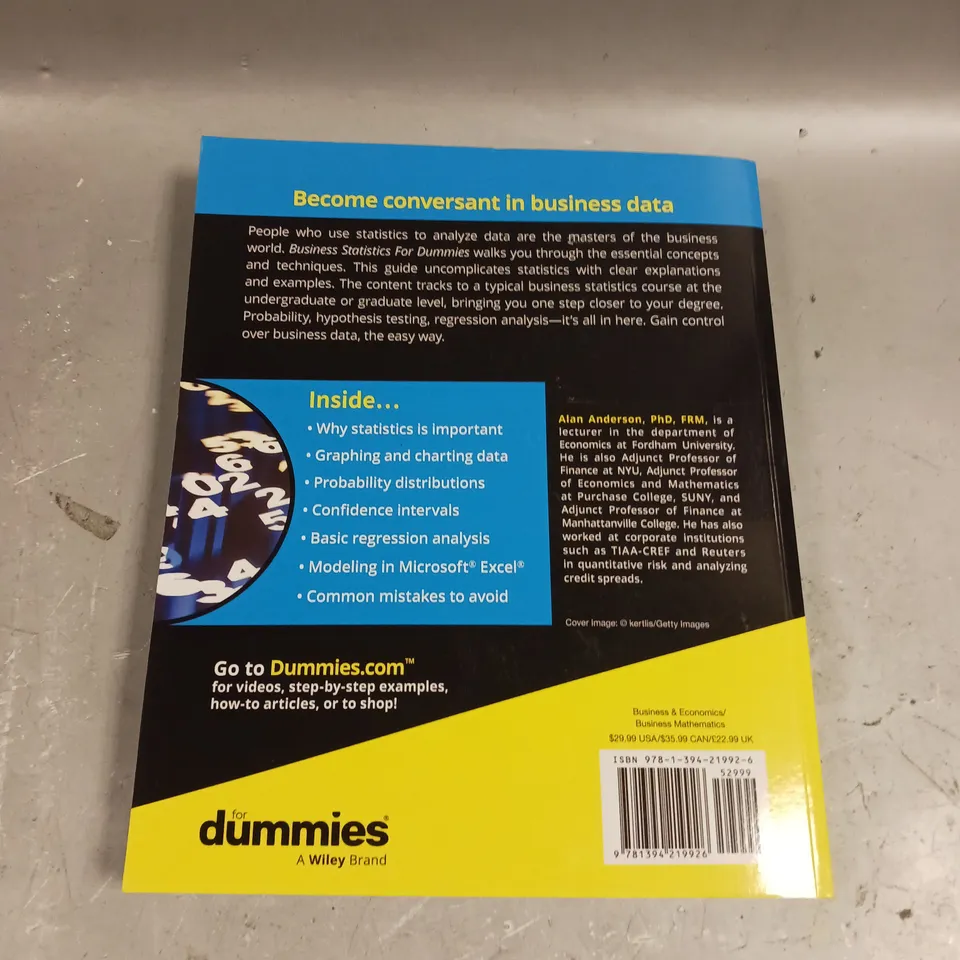 Become conversant in business data
People who use statistics to analyze data are the masters of the business
world. Business Statistics For Dummies walks you through the essential concepts
and techniques. This guide uncomplicates statistics with clear explanations
and examples. The content tracks to a typical business statistics course at the
undergraduate or graduate level, bringing you one step closer to your degree.
Probability, hypothesis testing, regression analysis—it's all in here. Gain control
over business data, the easy way.
Inside…
• Why statistics is important
• Graphing and charting data
• Probability distributions
• Confidence intervals
• Basic regression analysis
• Modeling in Microsoft® Excel®
• Common mistakes to avoid
Alan Anderson, PhD, FRM, is a
lecturer in the department of
Economics at Fordham University.
He is also Adjunct Professor of
Finance at NYU, Adjunct Professor
of Economics and Mathematics
at Purchase College, SUNY, and
Adjunct Professor of Finance at
Manhattanville College. He has also
worked at corporate institutions
such as TIAA-CREF and Reuters
in quantitative risk and analyzing
credit spreads.
Cover Image: © kertlis/Getty Images
Go to Dummies.com™
for videos, step-by-step examples,
how-to articles, or to shop!
Business & Economics/
Business Mathematics
$29.99 USA/$35.99 CAN/£22.99 UK
ISBN 978-1-394-21992-6
52999
9 781394 219926
for
dummies®
A Wiley Brand